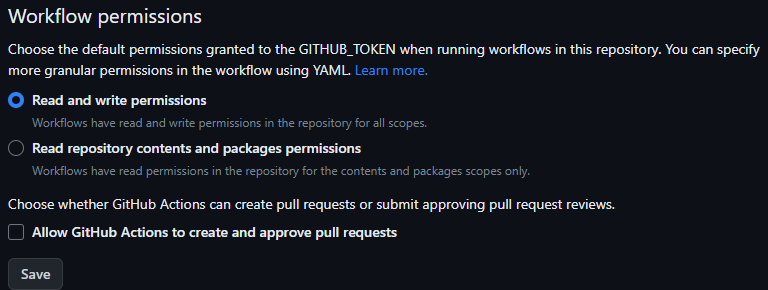 Workflow permissions
Choose the default permissions granted to the GITHUB_TOKEN when running workflows in this repository. You can specify
more granular permissions in the workflow using YAML. Learn more.
Read and write permissions
Workflows have read and write permissions in the repository for all scopes.
Read repository contents and packages permissions
Workflows have read permissions in the repository for the contents and packages scopes only.
Choose whether GitHub Actions can create pull requests or submit approving pull request reviews.
Allow GitHub Actions to create and approve pull requests
Save